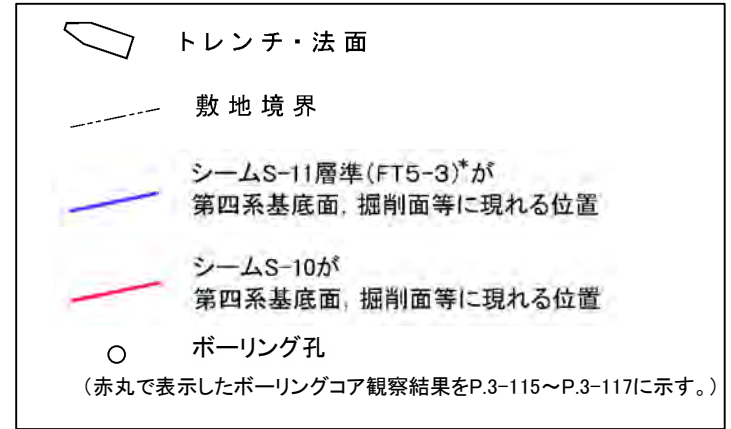 トレンチ・法面
敷地境界
シームS-11層準(FT5-3)*が
第四系基底面, 掘削面等に現れる位置
シームS-10が
第四系基底面, 掘削面等に現れる位置
ボーリング孔
(赤丸で表示したボーリングコア観察結果をP.3-115～P.3-117に示す。)